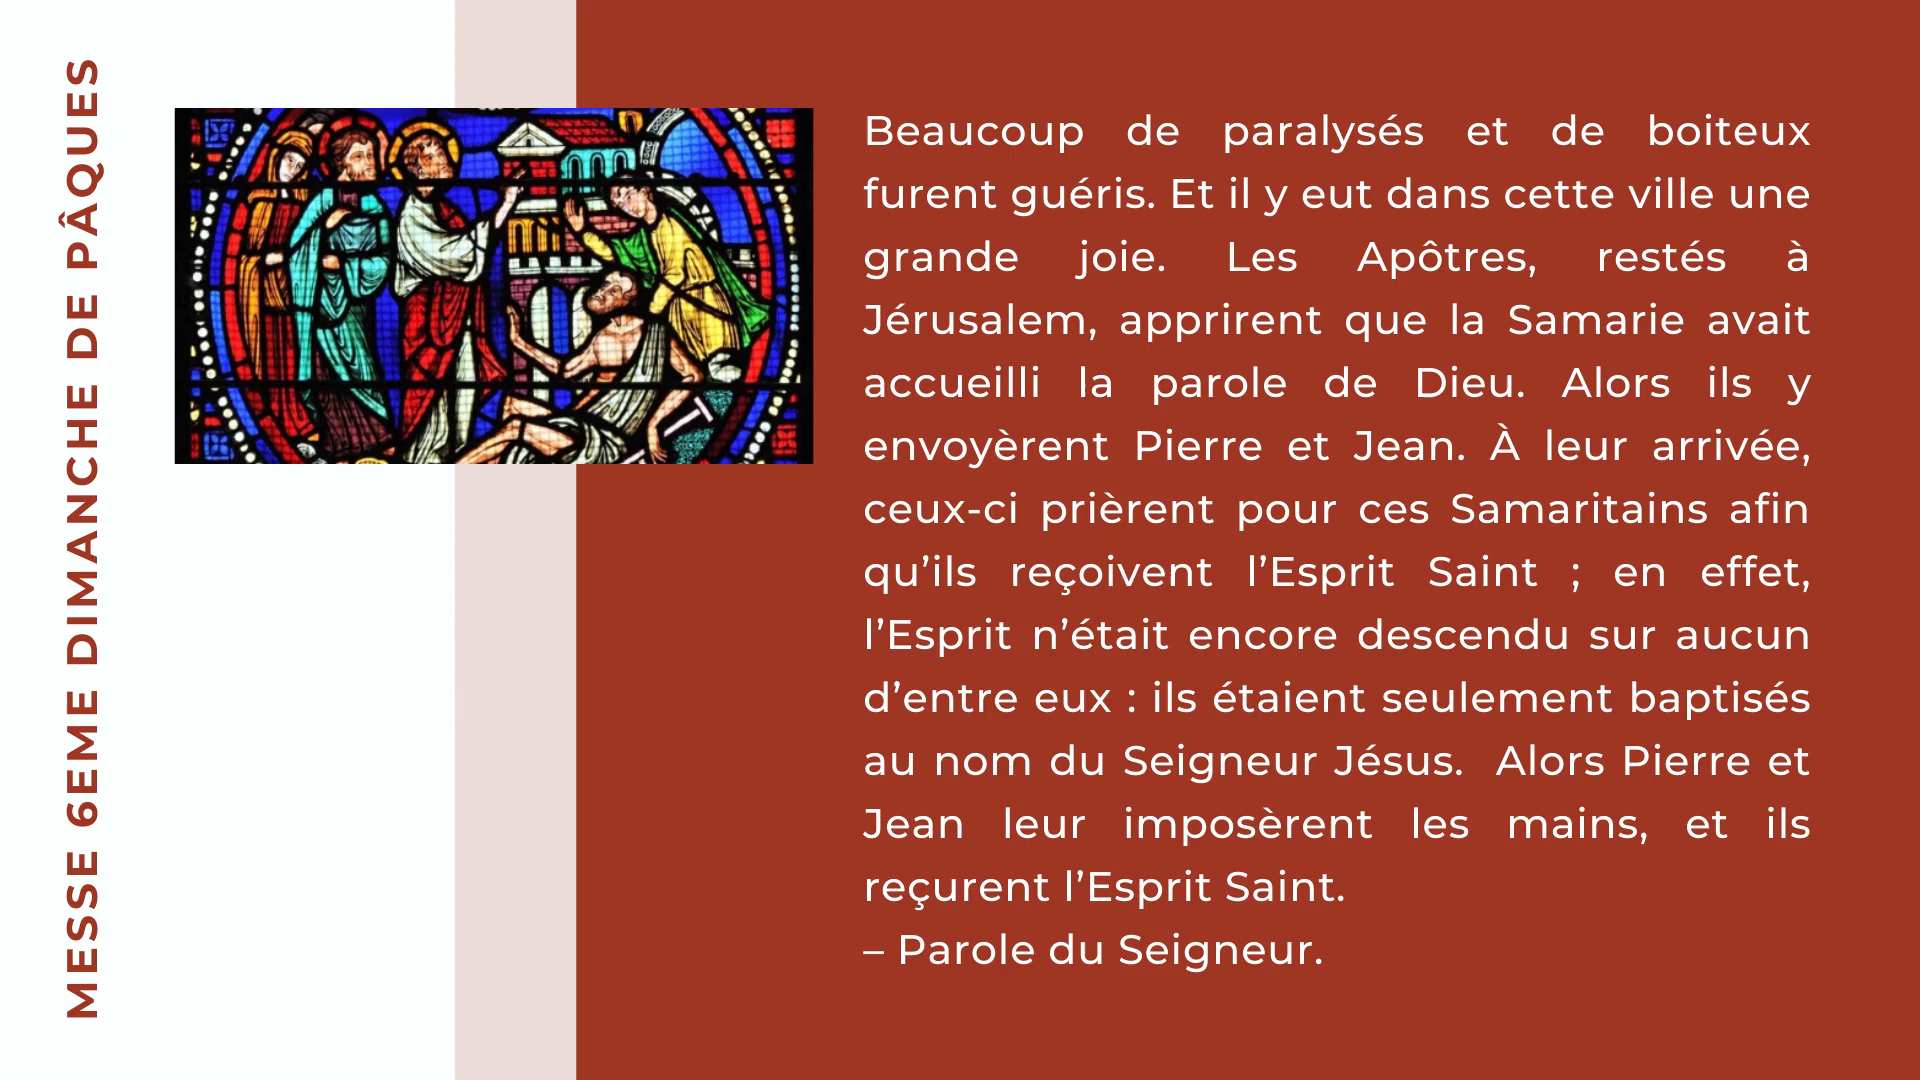 MESSE 6EME DIMANCHE DE PÂQUES
Beaucoup de paralysés et de boiteux
furent guéris. Et il y eut dans cette ville une
grande joie. Les Apôtres, restés à
Jérusalem, apprirent que la Samarie avait
accueilli la parole de Dieu. Alors ils y
envoyèrent Pierre et Jean. À leur arrivée,
ceux-ci prièrent pour ces Samaritains afin
qu’ils reçoivent l’Esprit Saint ; en effet,
l’Esprit n’était encore descendu sur aucun
d’entre eux : ils étaient seulement baptisés
au nom du Seigneur Jésus.  Alors Pierre et
Jean leur imposèrent les mains, et ils
reçurent l’Esprit Saint.
– Parole du Seigneur.